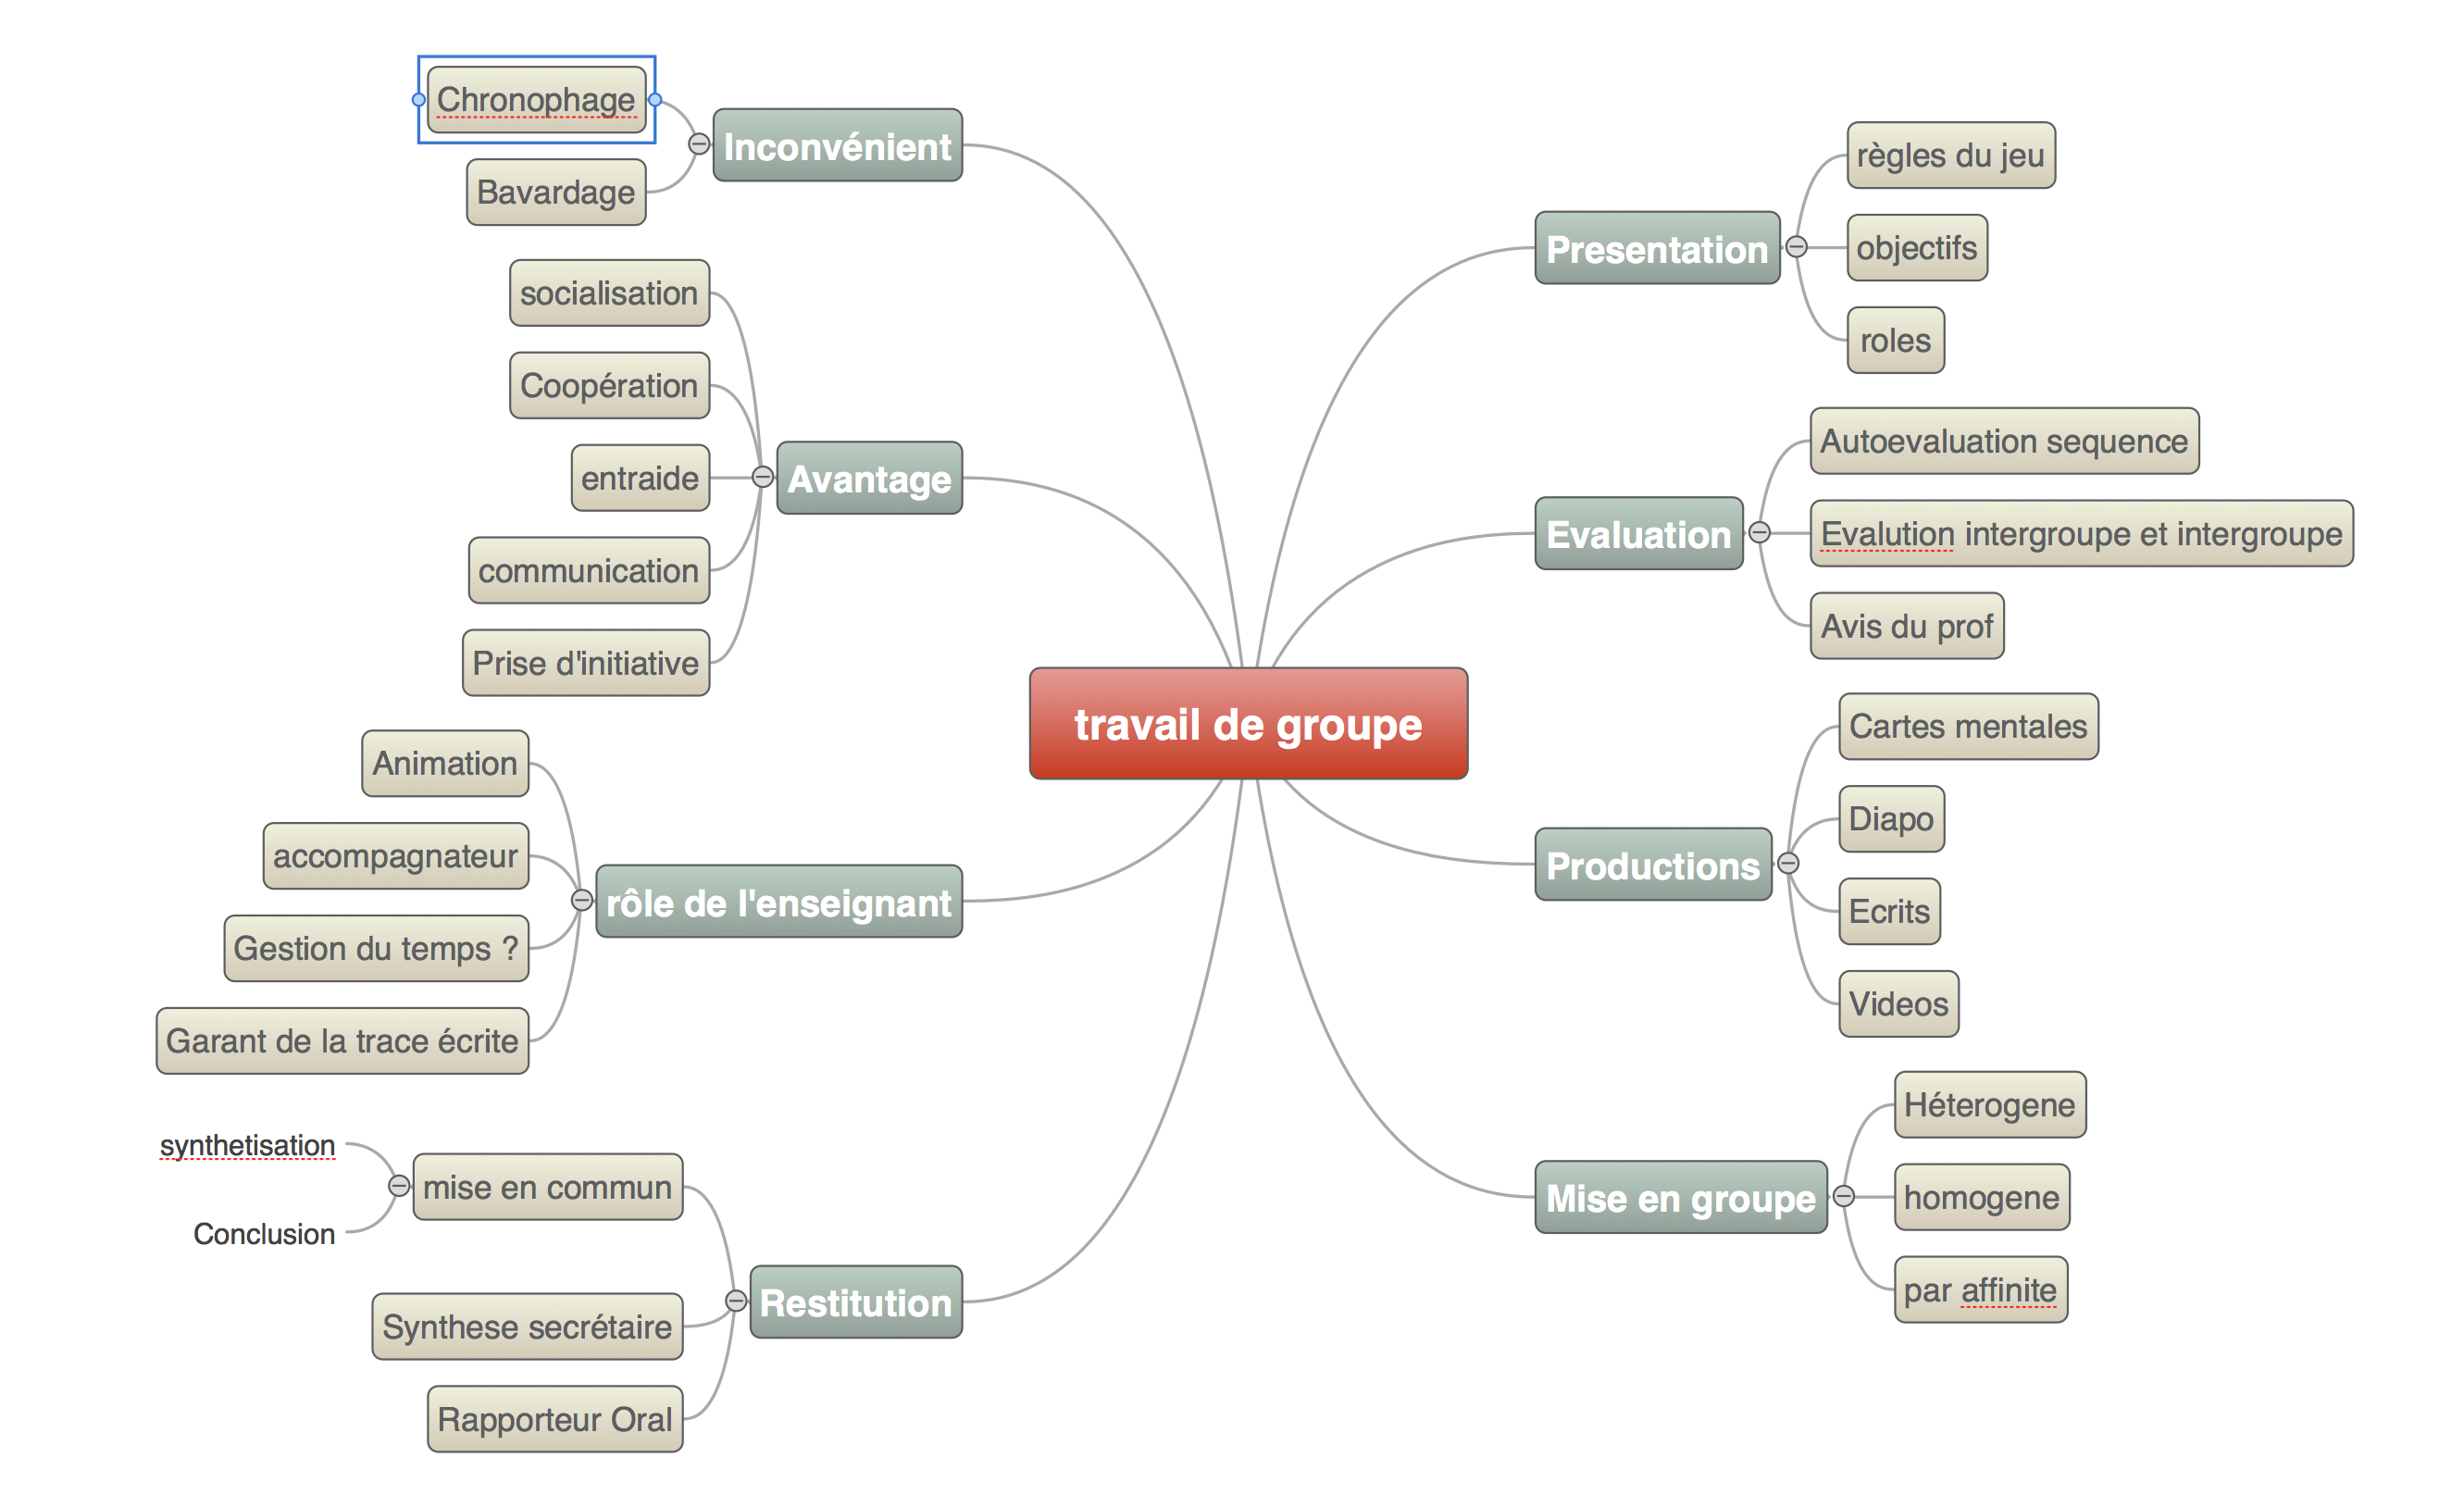 travail de groupe
Inconvénient
Chronophage
Bavardage
Avantage
socialisation
Coopération
entraide
communication
Prise d'initiative
rôle de l'enseignant
Animation
accompagnateur
Gestion du temps ?
Garant de la trace écrite
Restitution
mise en commun
synthetisation
Conclusion
Synthese secrétaire
Rapporteur Oral
Presentation
règles du jeu
objectifs
roles
Evaluation
Autoevaluation sequence
Evalution intergroupe et intergroupe
Avis du prof
Productions
Cartes mentales
Diapo
Ecrits
Videos
Mise en groupe
Héterogene
homogene
par affinite